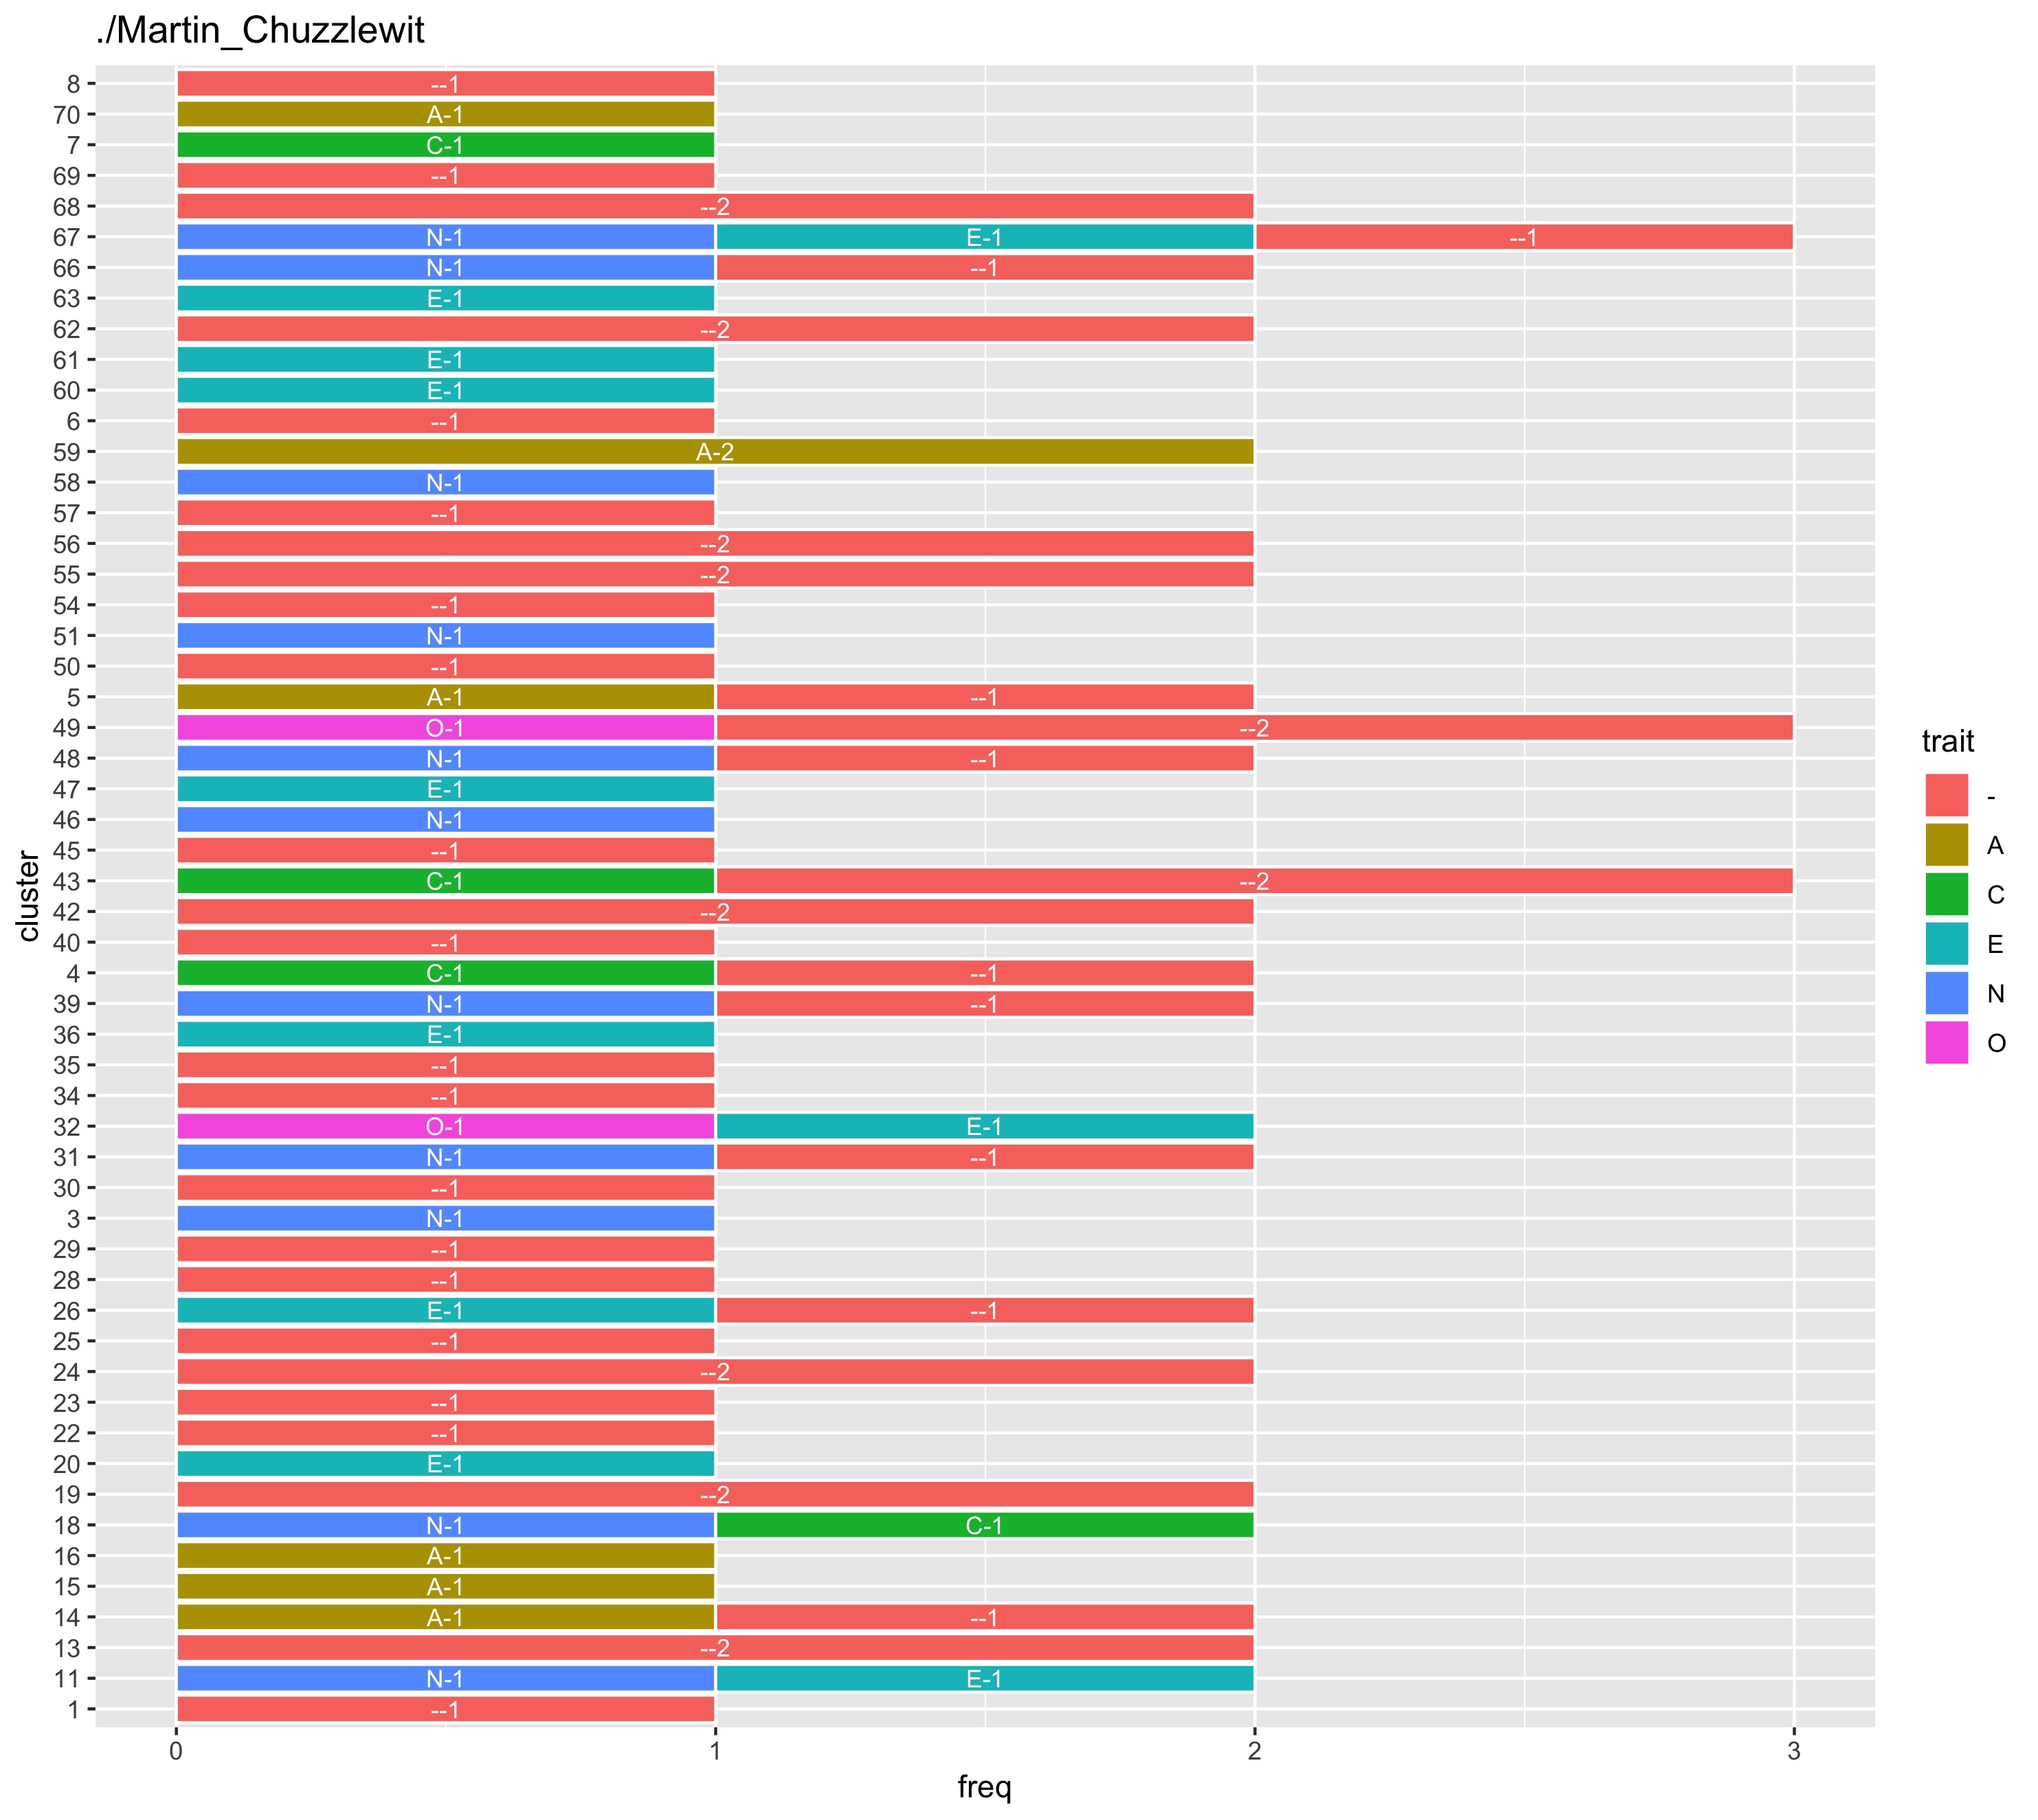 ./Martin_Chuzzlewit
8 --1
70 A-1
7 C-1
69 --1
68 --2
67 N-1 E-1 --1
66 N-1 --1
63 E-1
62 --2
61 E-1
60 E-1
6 --1
59 A-2
58 N-1
57 --1
56 --2
55 --2
54 --1
51 N-1
50 --1
5 A-1 --1
49 O-1 --2
48 N-1 --1
47 E-1
46 N-1
45 --1
43 C-1 --2
42 --2
40 --1
4 C-1 --1
39 N-1 --1
36 E-1
35 --1
34 --1
32 O-1 E-1
31 N-1 --1
30 --1
3 N-1
29 --1
28 --1
26 E-1 --1
25 --1
24 --2
23 --1
22 --1
20 E-1
19 --2
18 N-1 C-1
16 A-1
15 A-1
14 A-1 --1
13 --2
11 N-1 E-1
1 --1
0 1 2 3
freq
cluster
trait
-
A
C
E
N
O